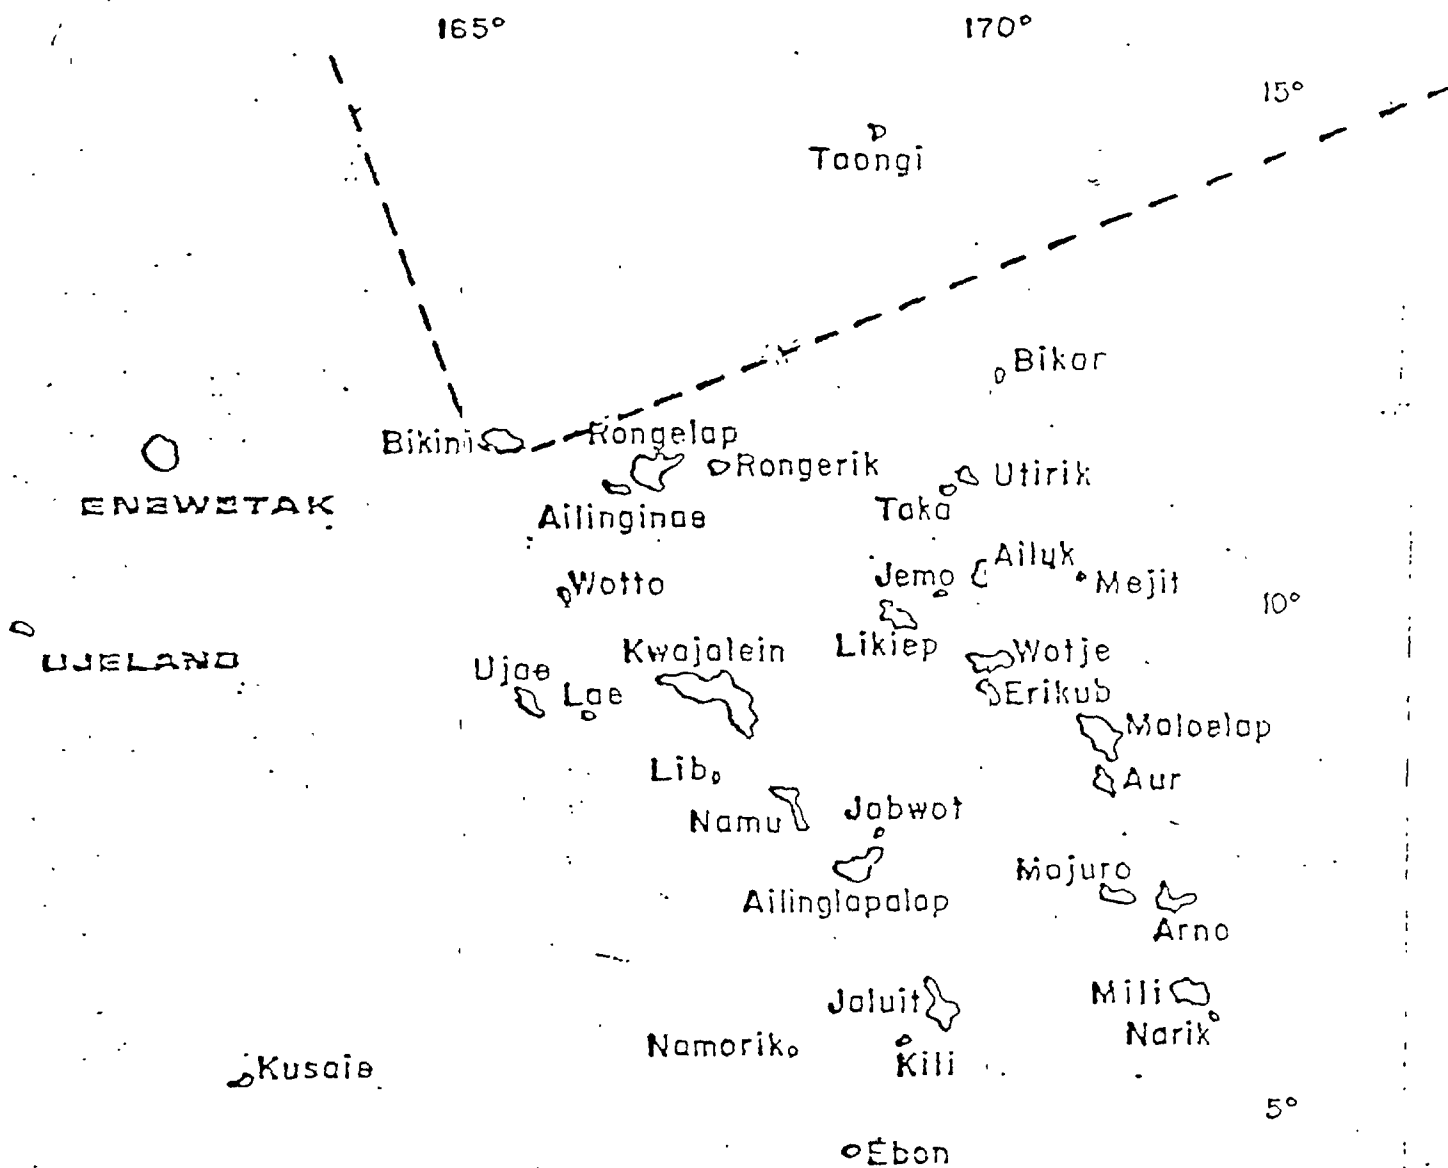 165° 170°
15°
Taongi
Bikar
Bikini
Rongelap
Rongerik
Utirik
ENEWETAK
Ailinginae
Taka
Ailuk
Jemo
Mejit
Wotto
10°
Likiep
Wotje
UJELAND
Kwajalein
Ujae
Lae
Erikub
Maloelap
Lib
Aur
Namu
Jabwot
Majuro
Ailinglapalap
Arno
Jaluit
Mili
Narik
Namorik
Kili
Kusaie
5°
Ebon